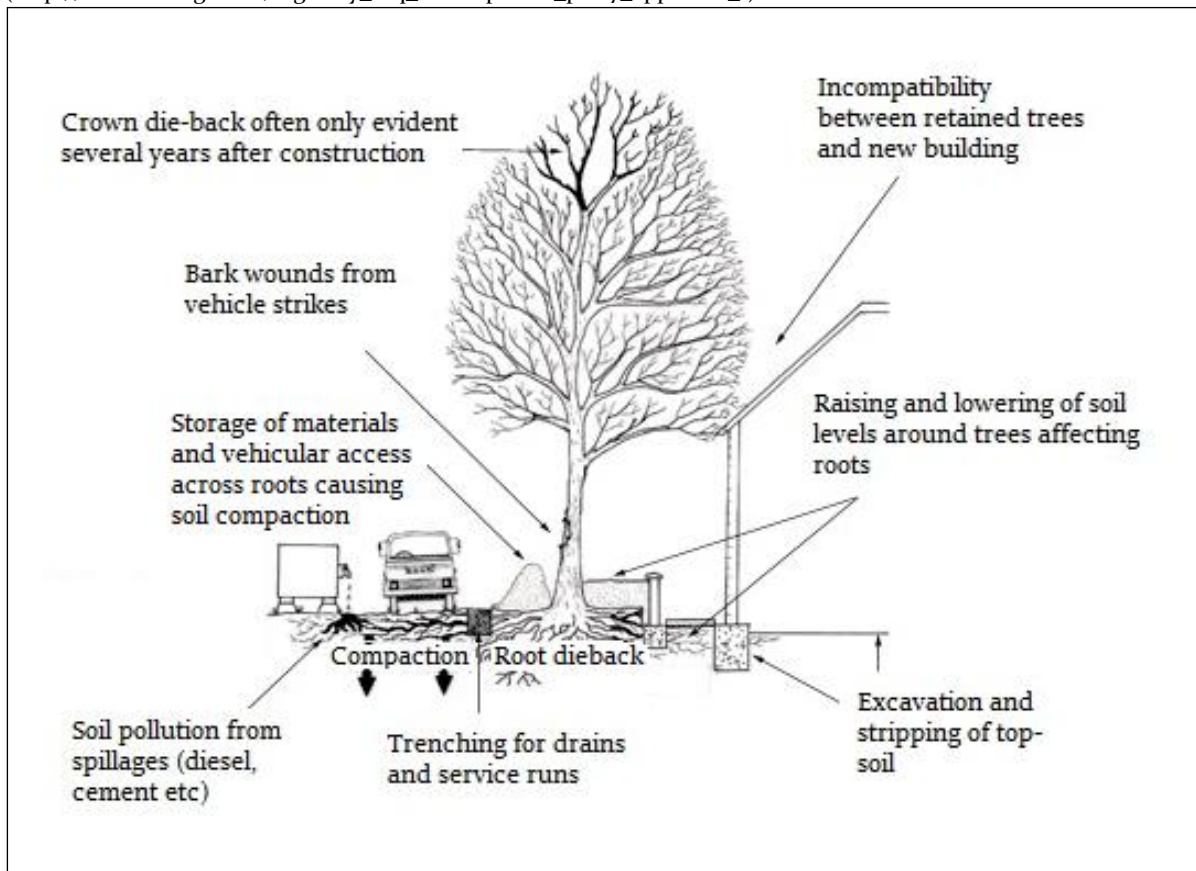 Crown die-back often only evident
several years after construction
Incompatibility
between retained trees
and new building
Bark wounds from
vehicle strikes
Storage of materials
and vehicular access
across roots causing
soil compaction
Raising and lowering of soil
levels around trees affecting
roots
Compaction
Root dieback
Soil pollution from
spillages (diesel,
cement etc)
Trenching for drains
and service runs
Excavation and
stripping of top-
soil